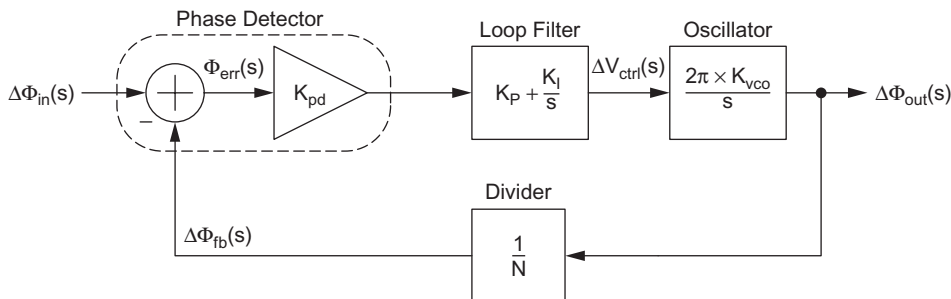 Phase Detector
Loop Filter
Oscillator
ΔΦin(s)
Φerr(s)
Kpd
KP + KI/s
ΔVctrl(s)
2π × Kvco/s
ΔΦout(s)
+
−
Divider
ΔΦfb(s)
1/N